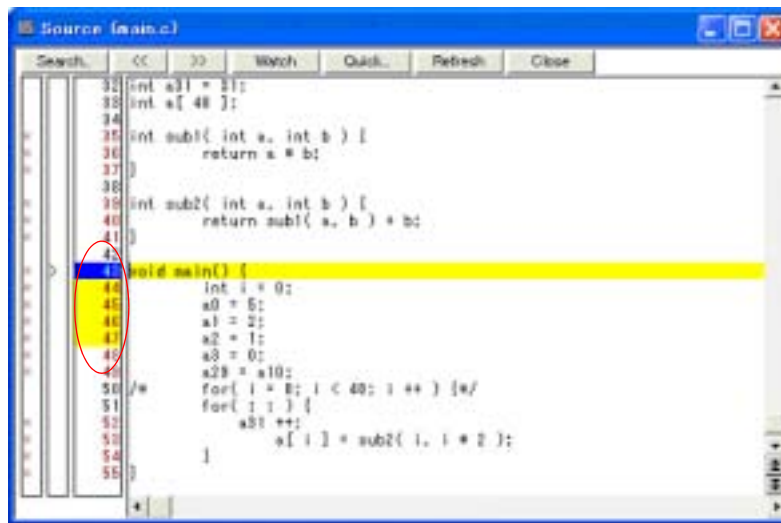 Source (main.c)
Search.. << >> Watch Quick.. Refresh Close
32 int a31 = 31;
33 int a[ 40 ];
34
35 int sub1( int a, int b ) {
36 return a * b;
37 }
38
39 int sub2( int a, int b ) {
40 return sub1( a, b ) + b;
41 }
42
43 void main() {
44 int i = 0;
45 a0 = 5;
46 a1 = 2;
47 a2 = 1;
48 a3 = 0;
49 a29 = a10;
50 /* for( i = 0; i < 40; i ++ ) {*/
51 for( ; ; ) {
52 a31 ++;
53 a[ i ] = sub2( i, i * 2 );
54 }
55 }